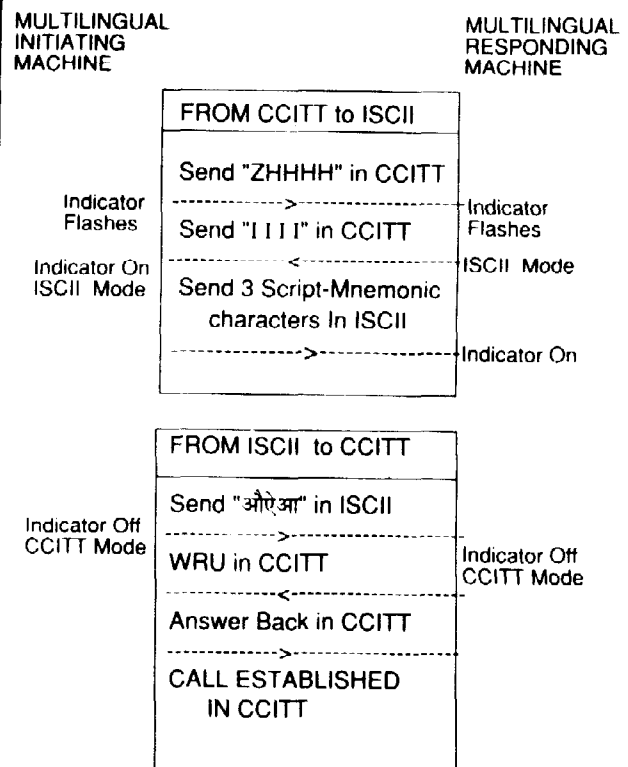 MULTILINGUAL
INITIATING
MACHINE
MULTILINGUAL
RESPONDING
MACHINE
FROM CCITT to ISCII
Send "ZHHHH" in CCITT
Indicator
Flashes
Indicator
Flashes
Send "I I I I" in CCITT
Indicator On
ISCII Mode
ISCII Mode
Send 3 Script-Mnemonic
characters In ISCII
Indicator On
FROM ISCII to CCITT
Send "औऐआ" in ISCII
Indicator Off
CCITT Mode
WRU in CCITT
Indicator Off
CCITT Mode
Answer Back in CCITT
CALL ESTABLISHED
IN CCITT